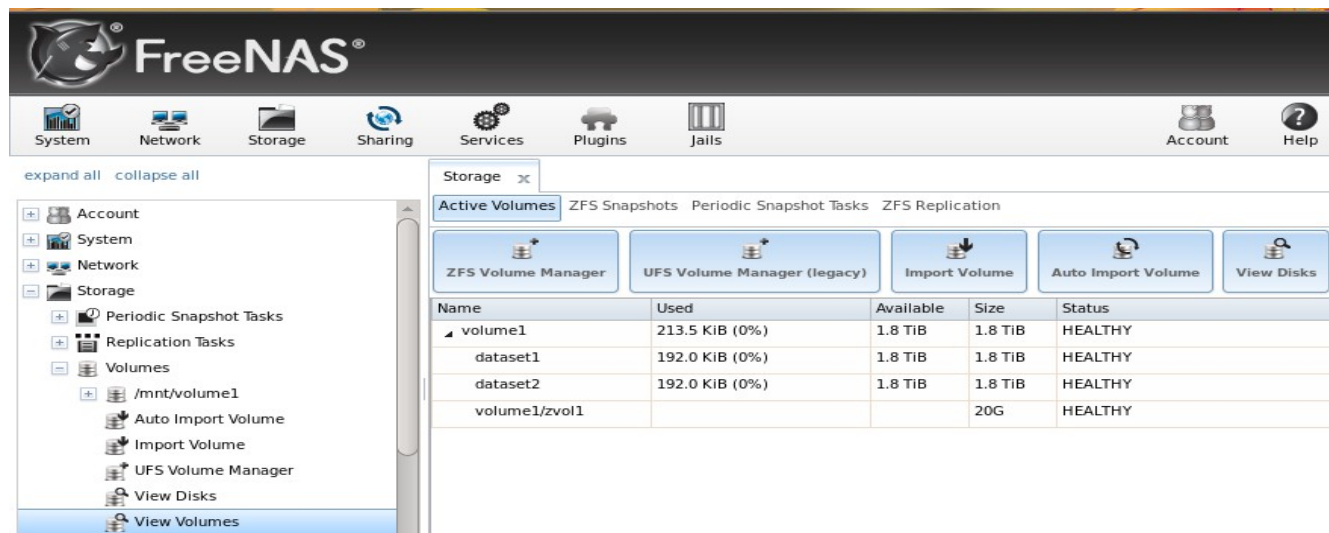 FreeNAS®
System Network Storage Sharing Services Plugins Jails Account Help
expand all collapse all
Account
System
Network
Storage
Periodic Snapshot Tasks
Replication Tasks
Volumes
/mnt/volume1
Auto Import Volume
Import Volume
UFS Volume Manager
View Disks
View Volumes
Storage x
Active Volumes ZFS Snapshots Periodic Snapshot Tasks ZFS Replication
ZFS Volume Manager UFS Volume Manager (legacy) Import Volume Auto Import Volume View Disks
Name Used Available Size Status
volume1 213.5 KiB (0%) 1.8 TiB 1.8 TiB HEALTHY
dataset1 192.0 KiB (0%) 1.8 TiB 1.8 TiB HEALTHY
dataset2 192.0 KiB (0%) 1.8 TiB 1.8 TiB HEALTHY
volume1/zvol1 20G HEALTHY